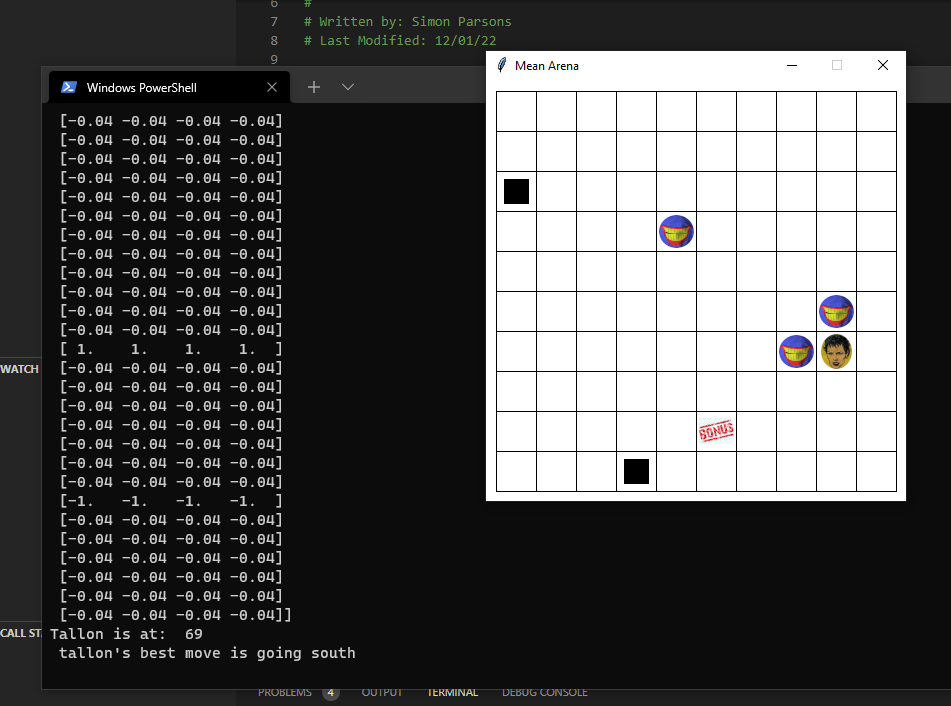 6 #
7 # Written by: Simon Parsons
8 # Last Modified: 12/01/22
9
Windows PowerShell
Mean Arena
[-0.04 -0.04 -0.04 -0.04]
[-0.04 -0.04 -0.04 -0.04]
[-0.04 -0.04 -0.04 -0.04]
[-0.04 -0.04 -0.04 -0.04]
[-0.04 -0.04 -0.04 -0.04]
[-0.04 -0.04 -0.04 -0.04]
[-0.04 -0.04 -0.04 -0.04]
[-0.04 -0.04 -0.04 -0.04]
[-0.04 -0.04 -0.04 -0.04]
[-0.04 -0.04 -0.04 -0.04]
[-0.04 -0.04 -0.04 -0.04]
[-0.04 -0.04 -0.04 -0.04]
[ 1. 1. 1. 1. ]
[-0.04 -0.04 -0.04 -0.04]
[-0.04 -0.04 -0.04 -0.04]
[-0.04 -0.04 -0.04 -0.04]
[-0.04 -0.04 -0.04 -0.04]
[-0.04 -0.04 -0.04 -0.04]
[-0.04 -0.04 -0.04 -0.04]
[-0.04 -0.04 -0.04 -0.04]
[-1. -1. -1. -1. ]
[-0.04 -0.04 -0.04 -0.04]
[-0.04 -0.04 -0.04 -0.04]
[-0.04 -0.04 -0.04 -0.04]
[-0.04 -0.04 -0.04 -0.04]
[-0.04 -0.04 -0.04 -0.04]
[-0.04 -0.04 -0.04 -0.04]]
Tallon is at: 69
tallon's best move is going south
WATCH
CALL ST
BONUS
PROBLEMS 4 OUTPUT TERMINAL DEBUG CONSOLE